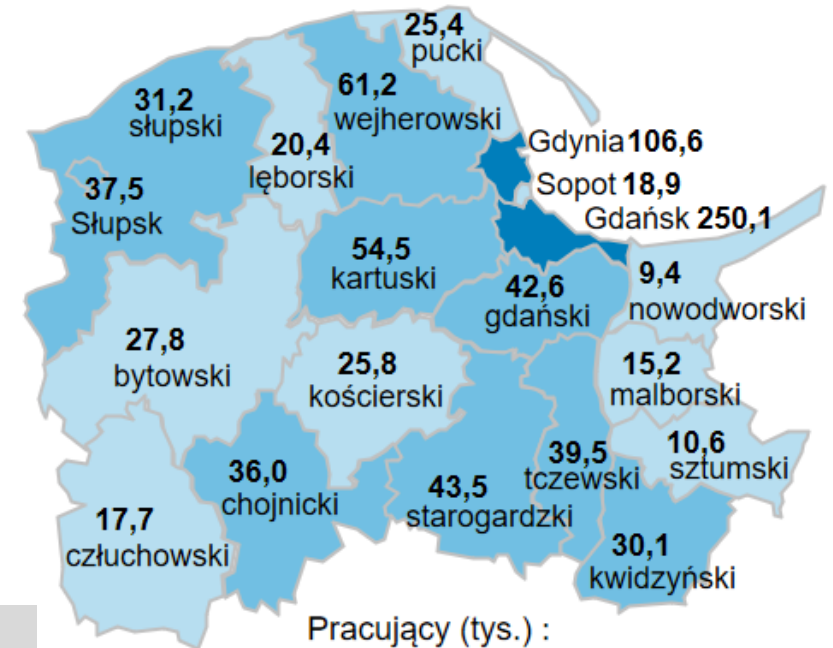 25,4
pucki
61,2
wejherowski
31,2
słupski
20,4
lęborski
Gdynia 106,6
Sopot 18,9
Gdańsk 250,1
37,5
Słupsk
54,5
kartuski
42,6
gdański
9,4
nowodworski
27,8
bytowski
25,8
kościerski
15,2
malborski
10,6
sztumski
36,0
chojnicki
43,5
starogardzki
39,5
tczewski
17,7
człuchowski
30,1
kwidzyński
Pracujący (tys.) :